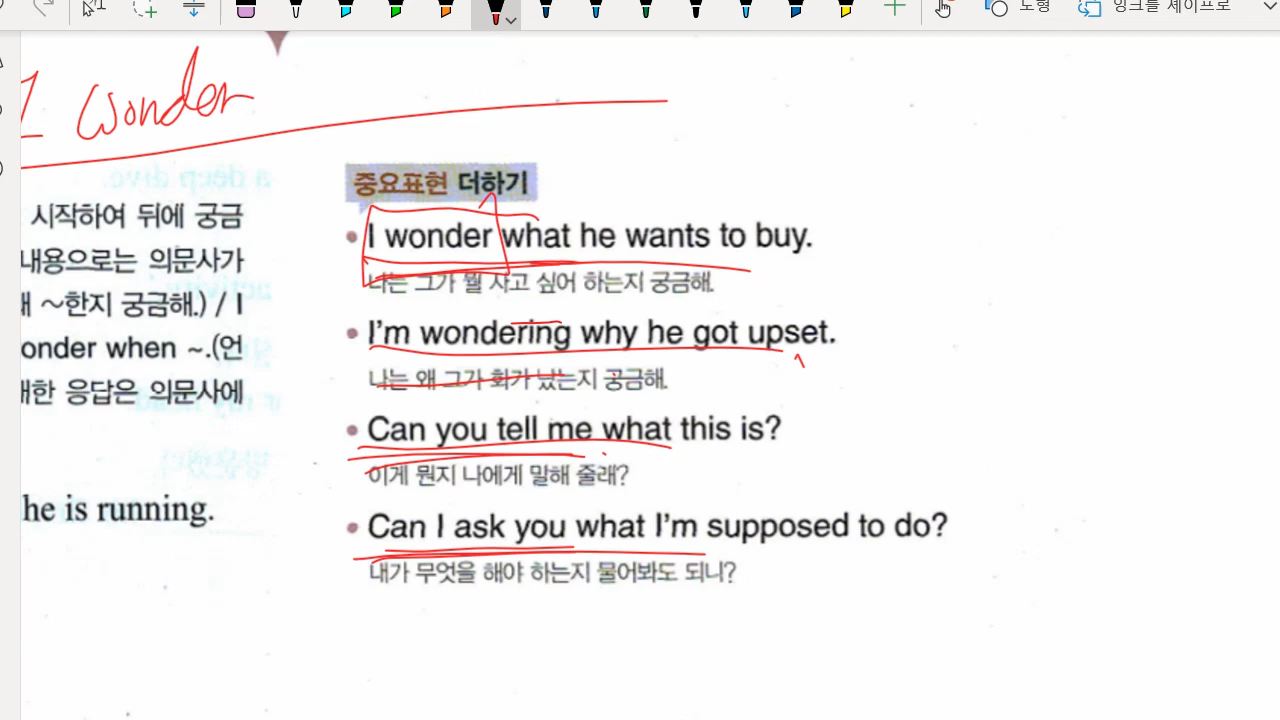 도형
잉크를 셰이프로
I wonder
시작하여 뒤에 궁금
내용으로는 의문사가
~한지 궁금해.) / I
onder when ~.(언
한 응답은 의문사에
he is running.
중요표현 더하기
• I wonder what he wants to buy.
나는 그가 뭘 사고 싶어 하는지 궁금해.
• I'm wondering why he got upset.
나는 왜 그가 화가 났는지 궁금해.
• Can you tell me what this is?
이게 뭔지 나에게 말해 줄래?
• Can I ask you what I'm supposed to do?
내가 무엇을 해야 하는지 물어봐도 되니?